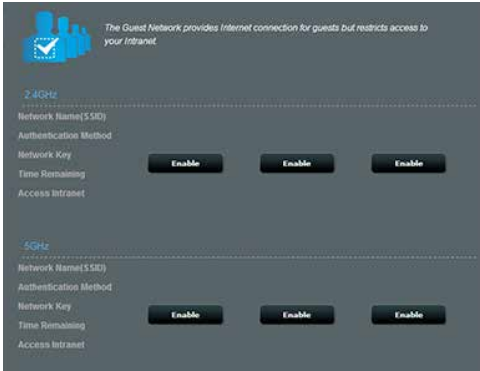 The Guest Network provides Internet connection for guests but restricts access to
your Intranet
2.4GHz
Network Name(SSID)
Authentication Method
Network Key
Time Remaining
Access Intranet
Enable Enable Enable
5GHz
Network Name(SSID)
Authentication Method
Network Key
Time Remaining
Access Intranet
Enable Enable Enable